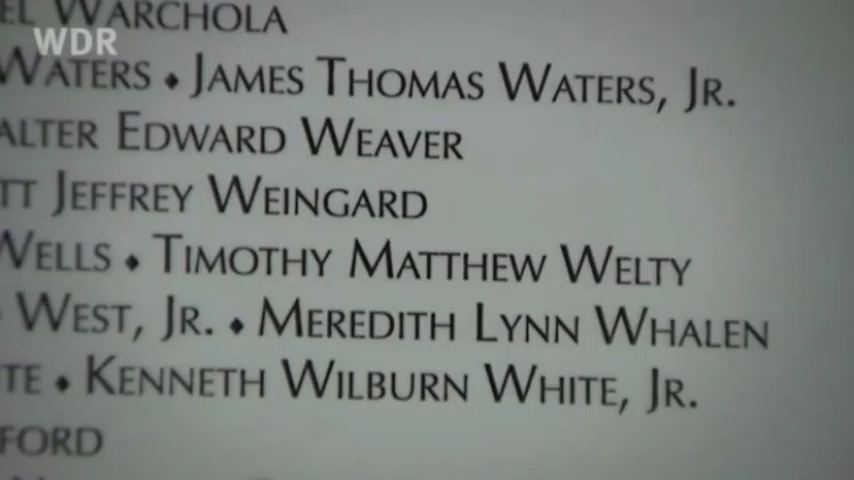 EL WARCHOLA
WDR
WATERS ♦ JAMES THOMAS WATERS, JR.
ALTER EDWARD WEAVER
TT JEFFREY WEINGARD
WELLS ♦ TIMOTHY MATTHEW WELTY
WEST, JR. ♦ MEREDITH LYNN WHALEN
TE ♦ KENNETH WILBURN WHITE, JR.
FORD